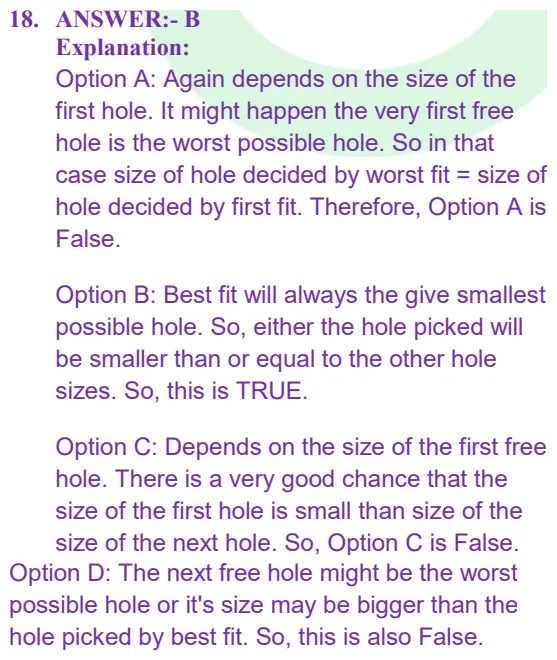 18. ANSWER:- B
Explanation:
Option A: Again depends on the size of the
first hole. It might happen the very first free
hole is the worst possible hole. So in that
case size of hole decided by worst fit = size of
hole decided by first fit. Therefore, Option A is
False.
Option B: Best fit will always the give smallest
possible hole. So, either the hole picked will
be smaller than or equal to the other hole
sizes. So, this is TRUE.
Option C: Depends on the size of the first free
hole. There is a very good chance that the
size of the first hole is small than size of the
size of the next hole. So, Option C is False.
Option D: The next free hole might be the worst
possible hole or it's size may be bigger than the
hole picked by best fit. So, this is also False.